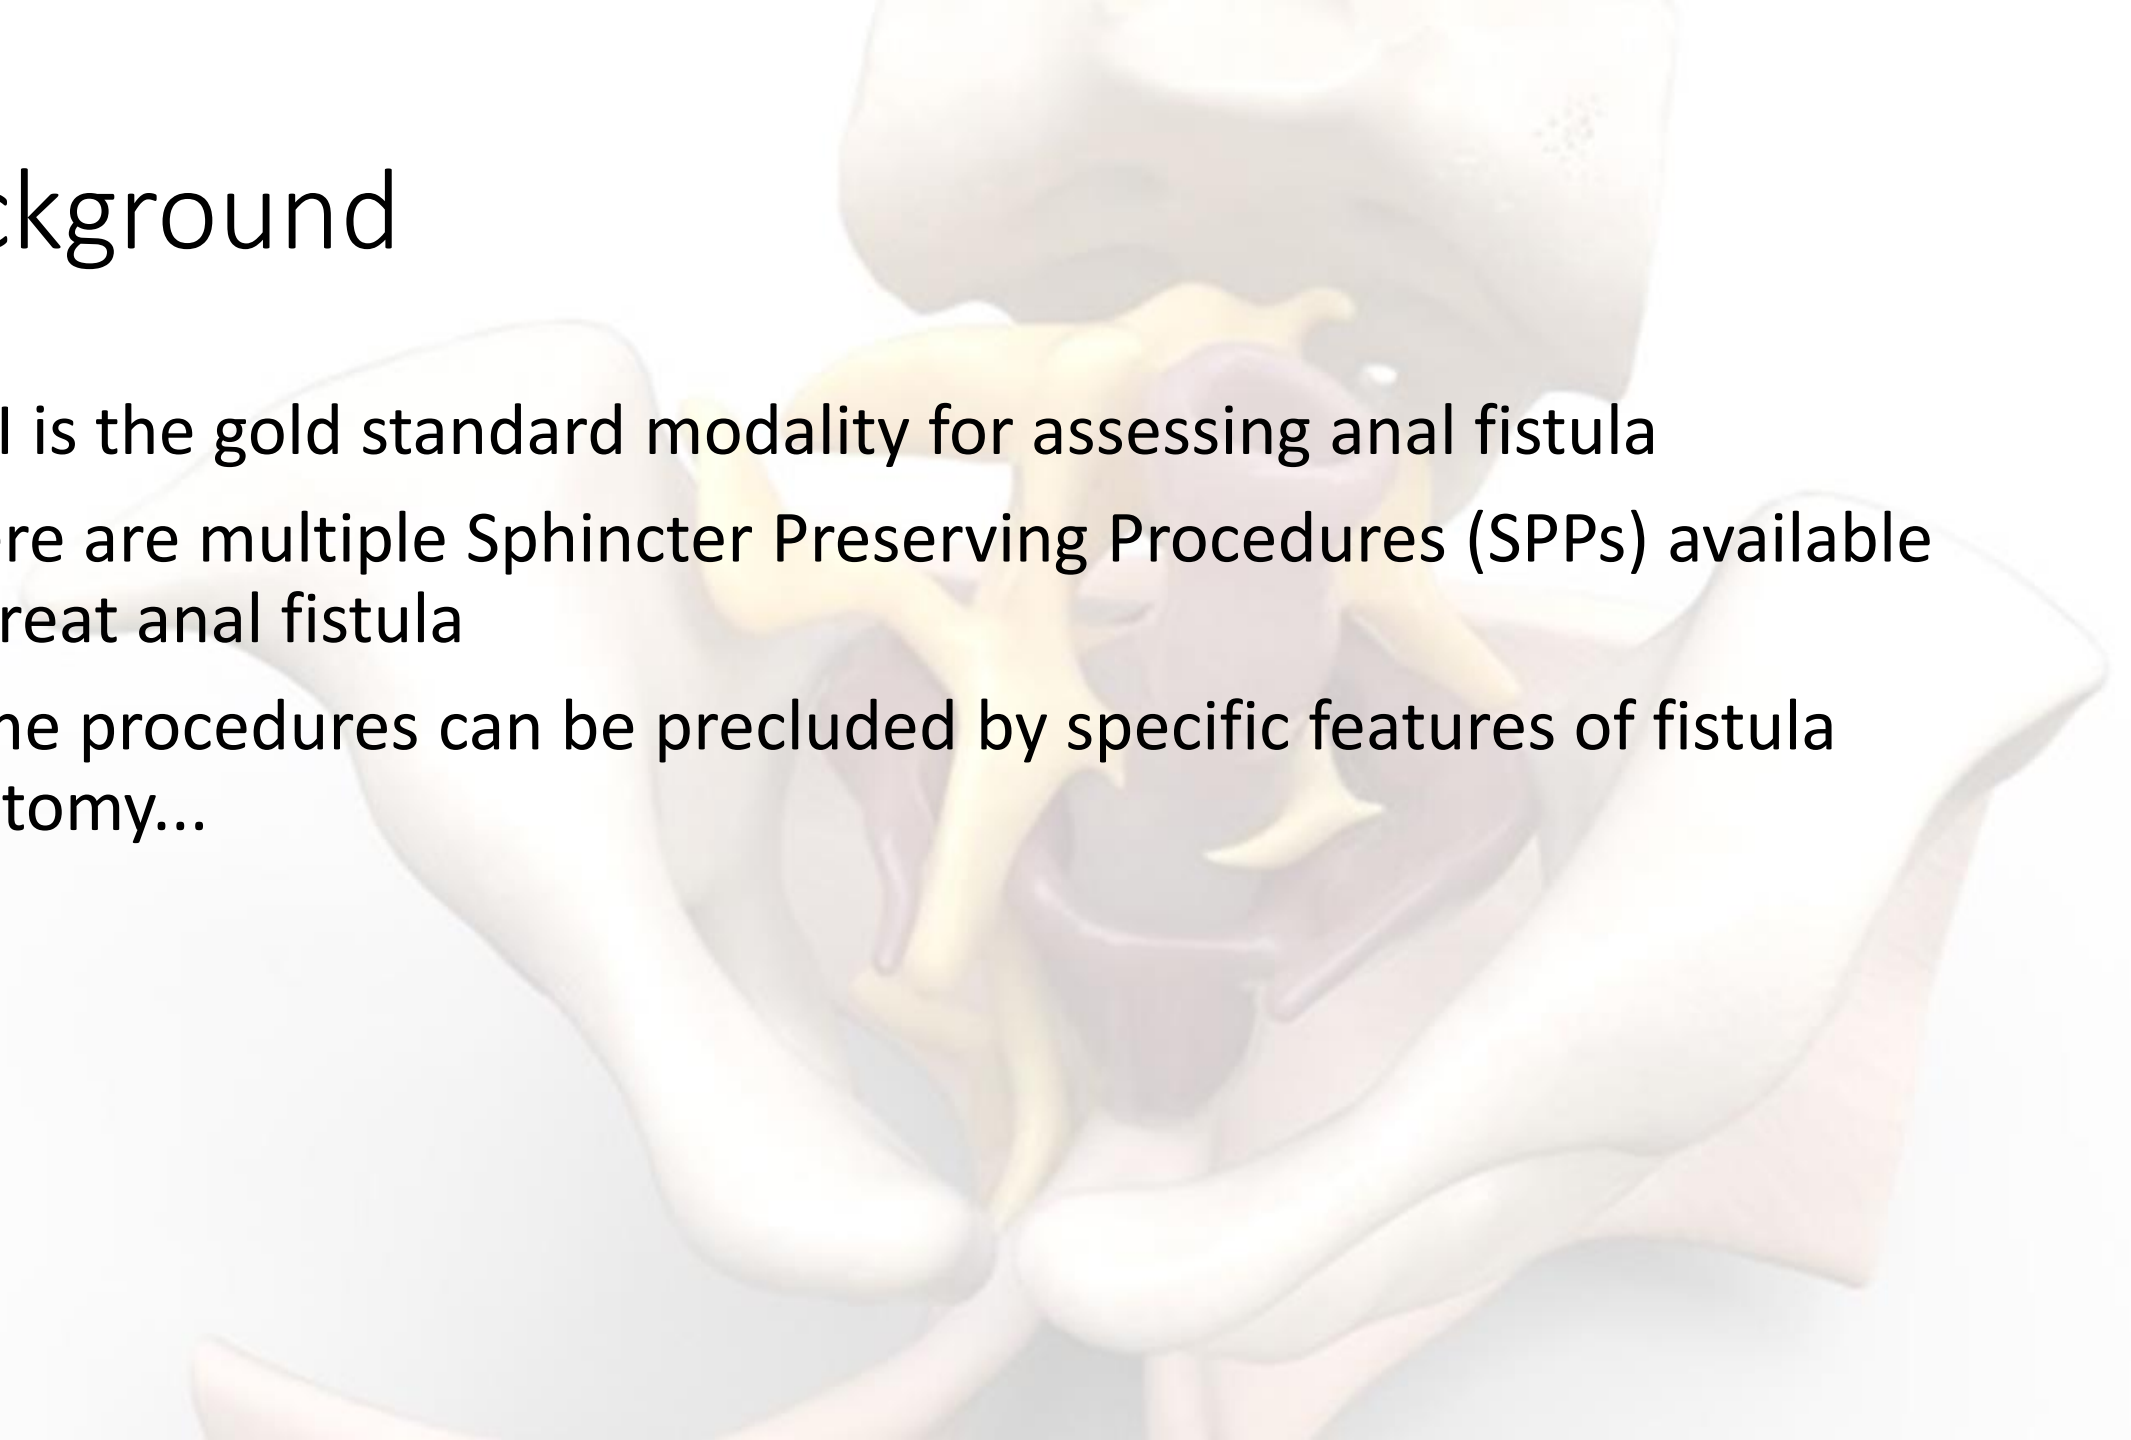 ckground
I is the gold standard modality for assessing anal fistula
re are multiple Sphincter Preserving Procedures (SPPs) available
reat anal fistula
me procedures can be precluded by specific features of fistula
tomy...